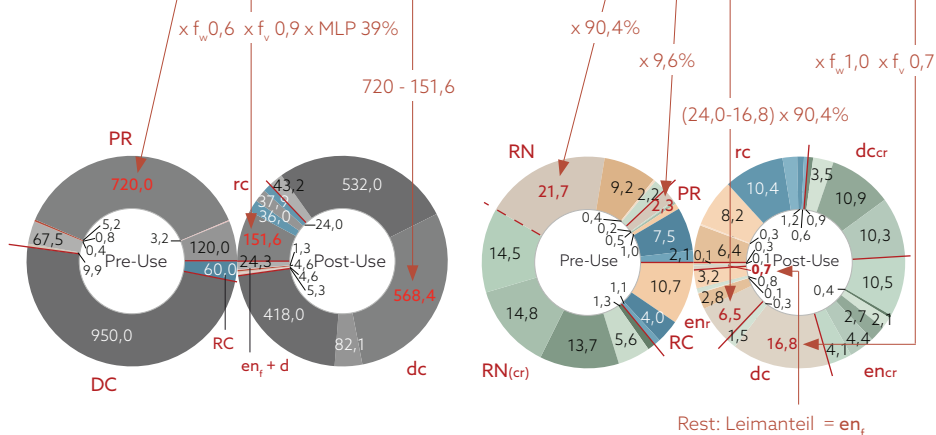 x f_w 0,6 x f_v 0,9 x MLP 39%
720 - 151,6
PR
720,0
5,2
0,8
0,4
9,9
3,2
67,5
120,0
60,0
Pre-Use
950,0
DC
RC
rc
43,2
37,9
36,0
151,6
24,3
24,0
532,0
1,3
4,6
4,6
5,3
Post-Use
568,4
418,0
82,1
en_f + d
dc
x 90,4%
x 9,6%
x f_w 1,0 x f_v 0,7
(24,0-16,8) x 90,4%
RN
21,7
9,2
2,2
2,3
PR
0,4
0,2
0,5
1,0
7,5
2,1
Pre-Use
14,5
10,7
14,8
1,1
1,3
4,0
RC
13,7
5,6
RN(cr)
rc
10,4
3,5
dc_cr
10,9
8,2
1,2
0,9
0,6
10,3
6,4
0,3
0,3
0,1
0,1
0,7
Post-Use
3,2
0,8
0,1
0,3
10,5
0,4
2,8
6,5
2,7
2,1
en_r
1,5
16,8
4,1
4,4
en_cr
dc
Rest: Leimanteil = en_f